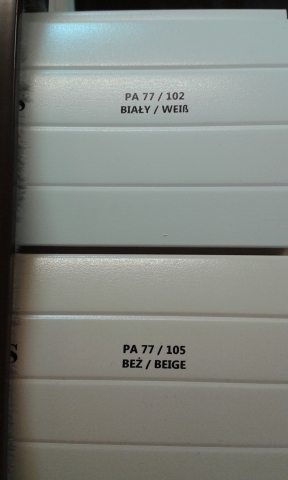 PA 77 / 102
BIAŁY / WEIß
S
PA 77 / 105
BEŻ / BEIGE
S